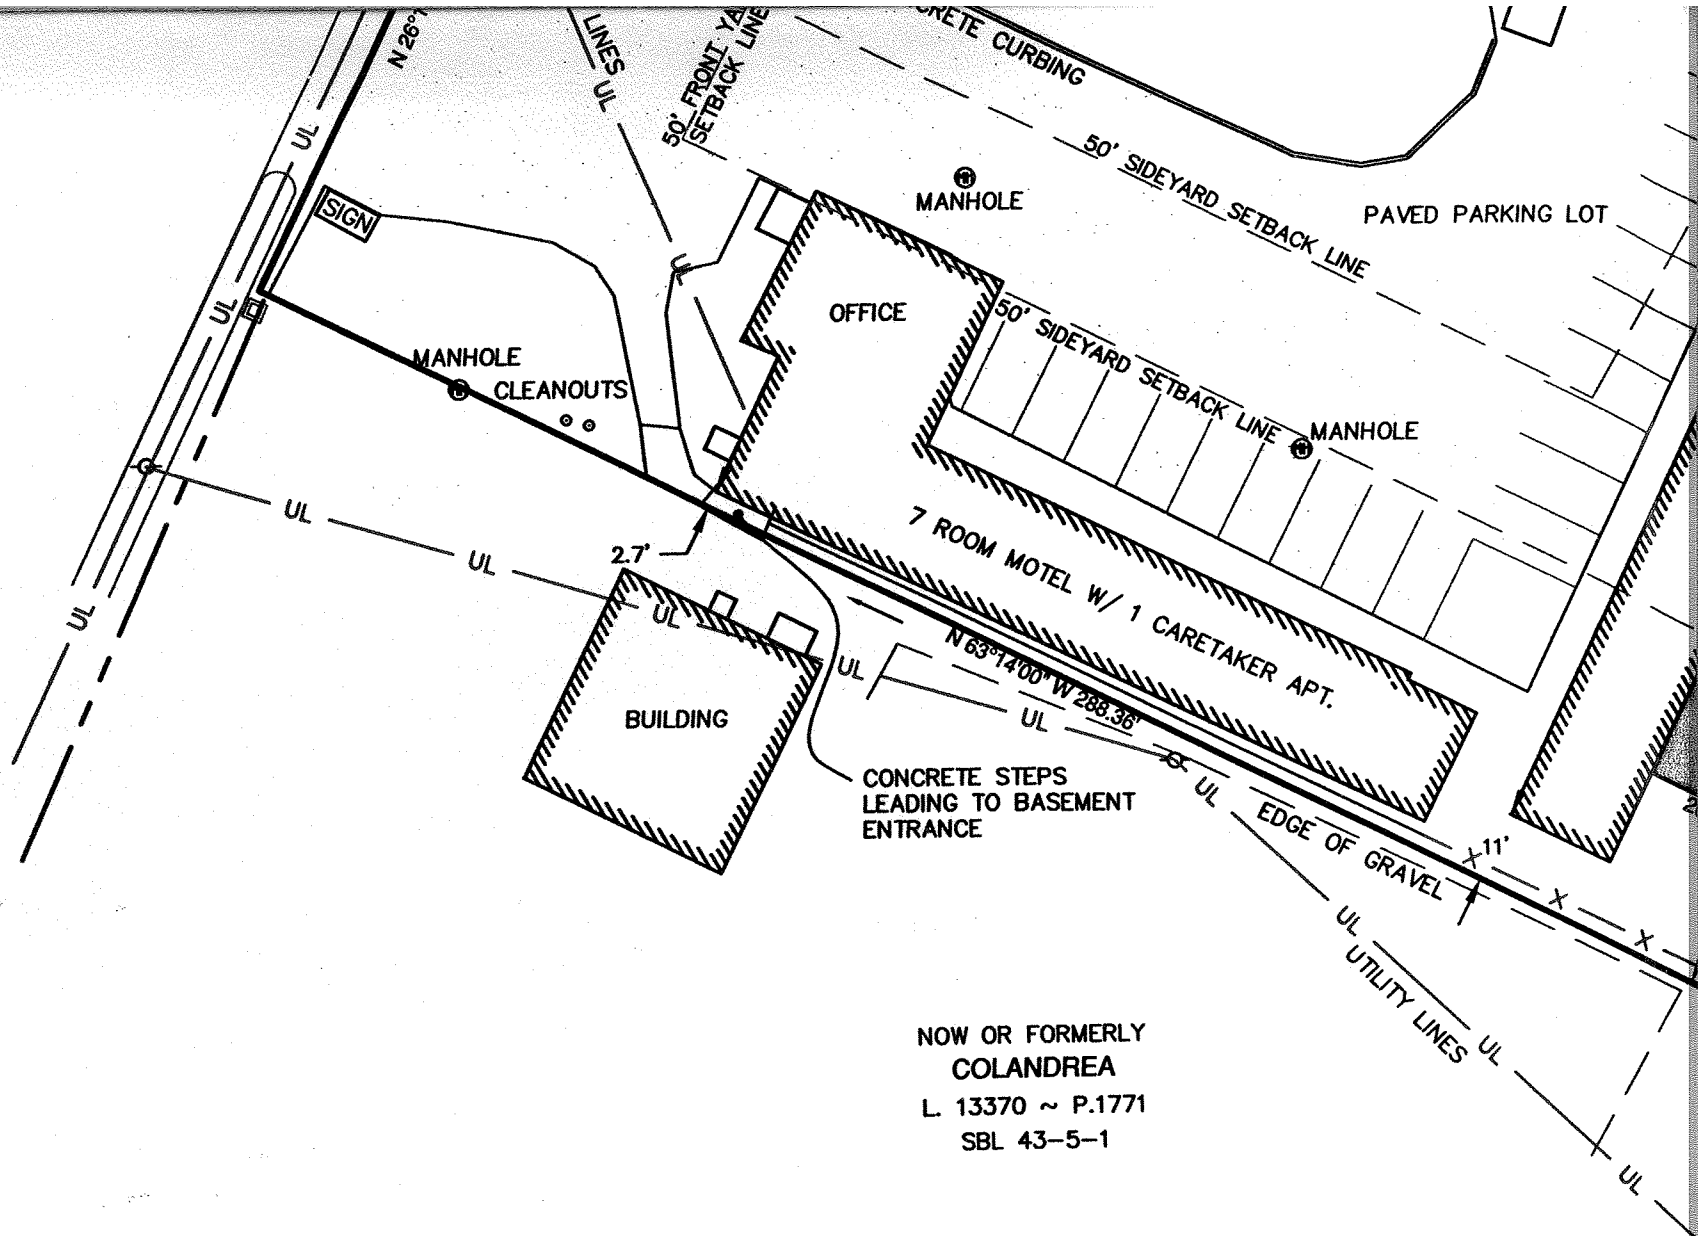 N 26°1
LINES
UL
50' FRONT YA
SETBACK LINE
CRETE CURBING
UL
50' SIDEYARD SETBACK LINE
MANHOLE
PAVED PARKING LOT
SIGN
UL
UL
OFFICE
50' SIDEYARD SETBACK LINE
MANHOLE
CLEANOUTS
MANHOLE
UL
UL
2.7'
7 ROOM MOTEL W/ 1 CARETAKER APT.
UL
UL
UL
N 63°14'00" W 288.36'
UL
BUILDING
CONCRETE STEPS
LEADING TO BASEMENT
ENTRANCE
UL
EDGE OF GRAVEL
X
11'
X
X
UL
UTILITY LINES
UL
UL
NOW OR FORMERLY
COLANDREA
L. 13370 ~ P.1771
SBL 43-5-1